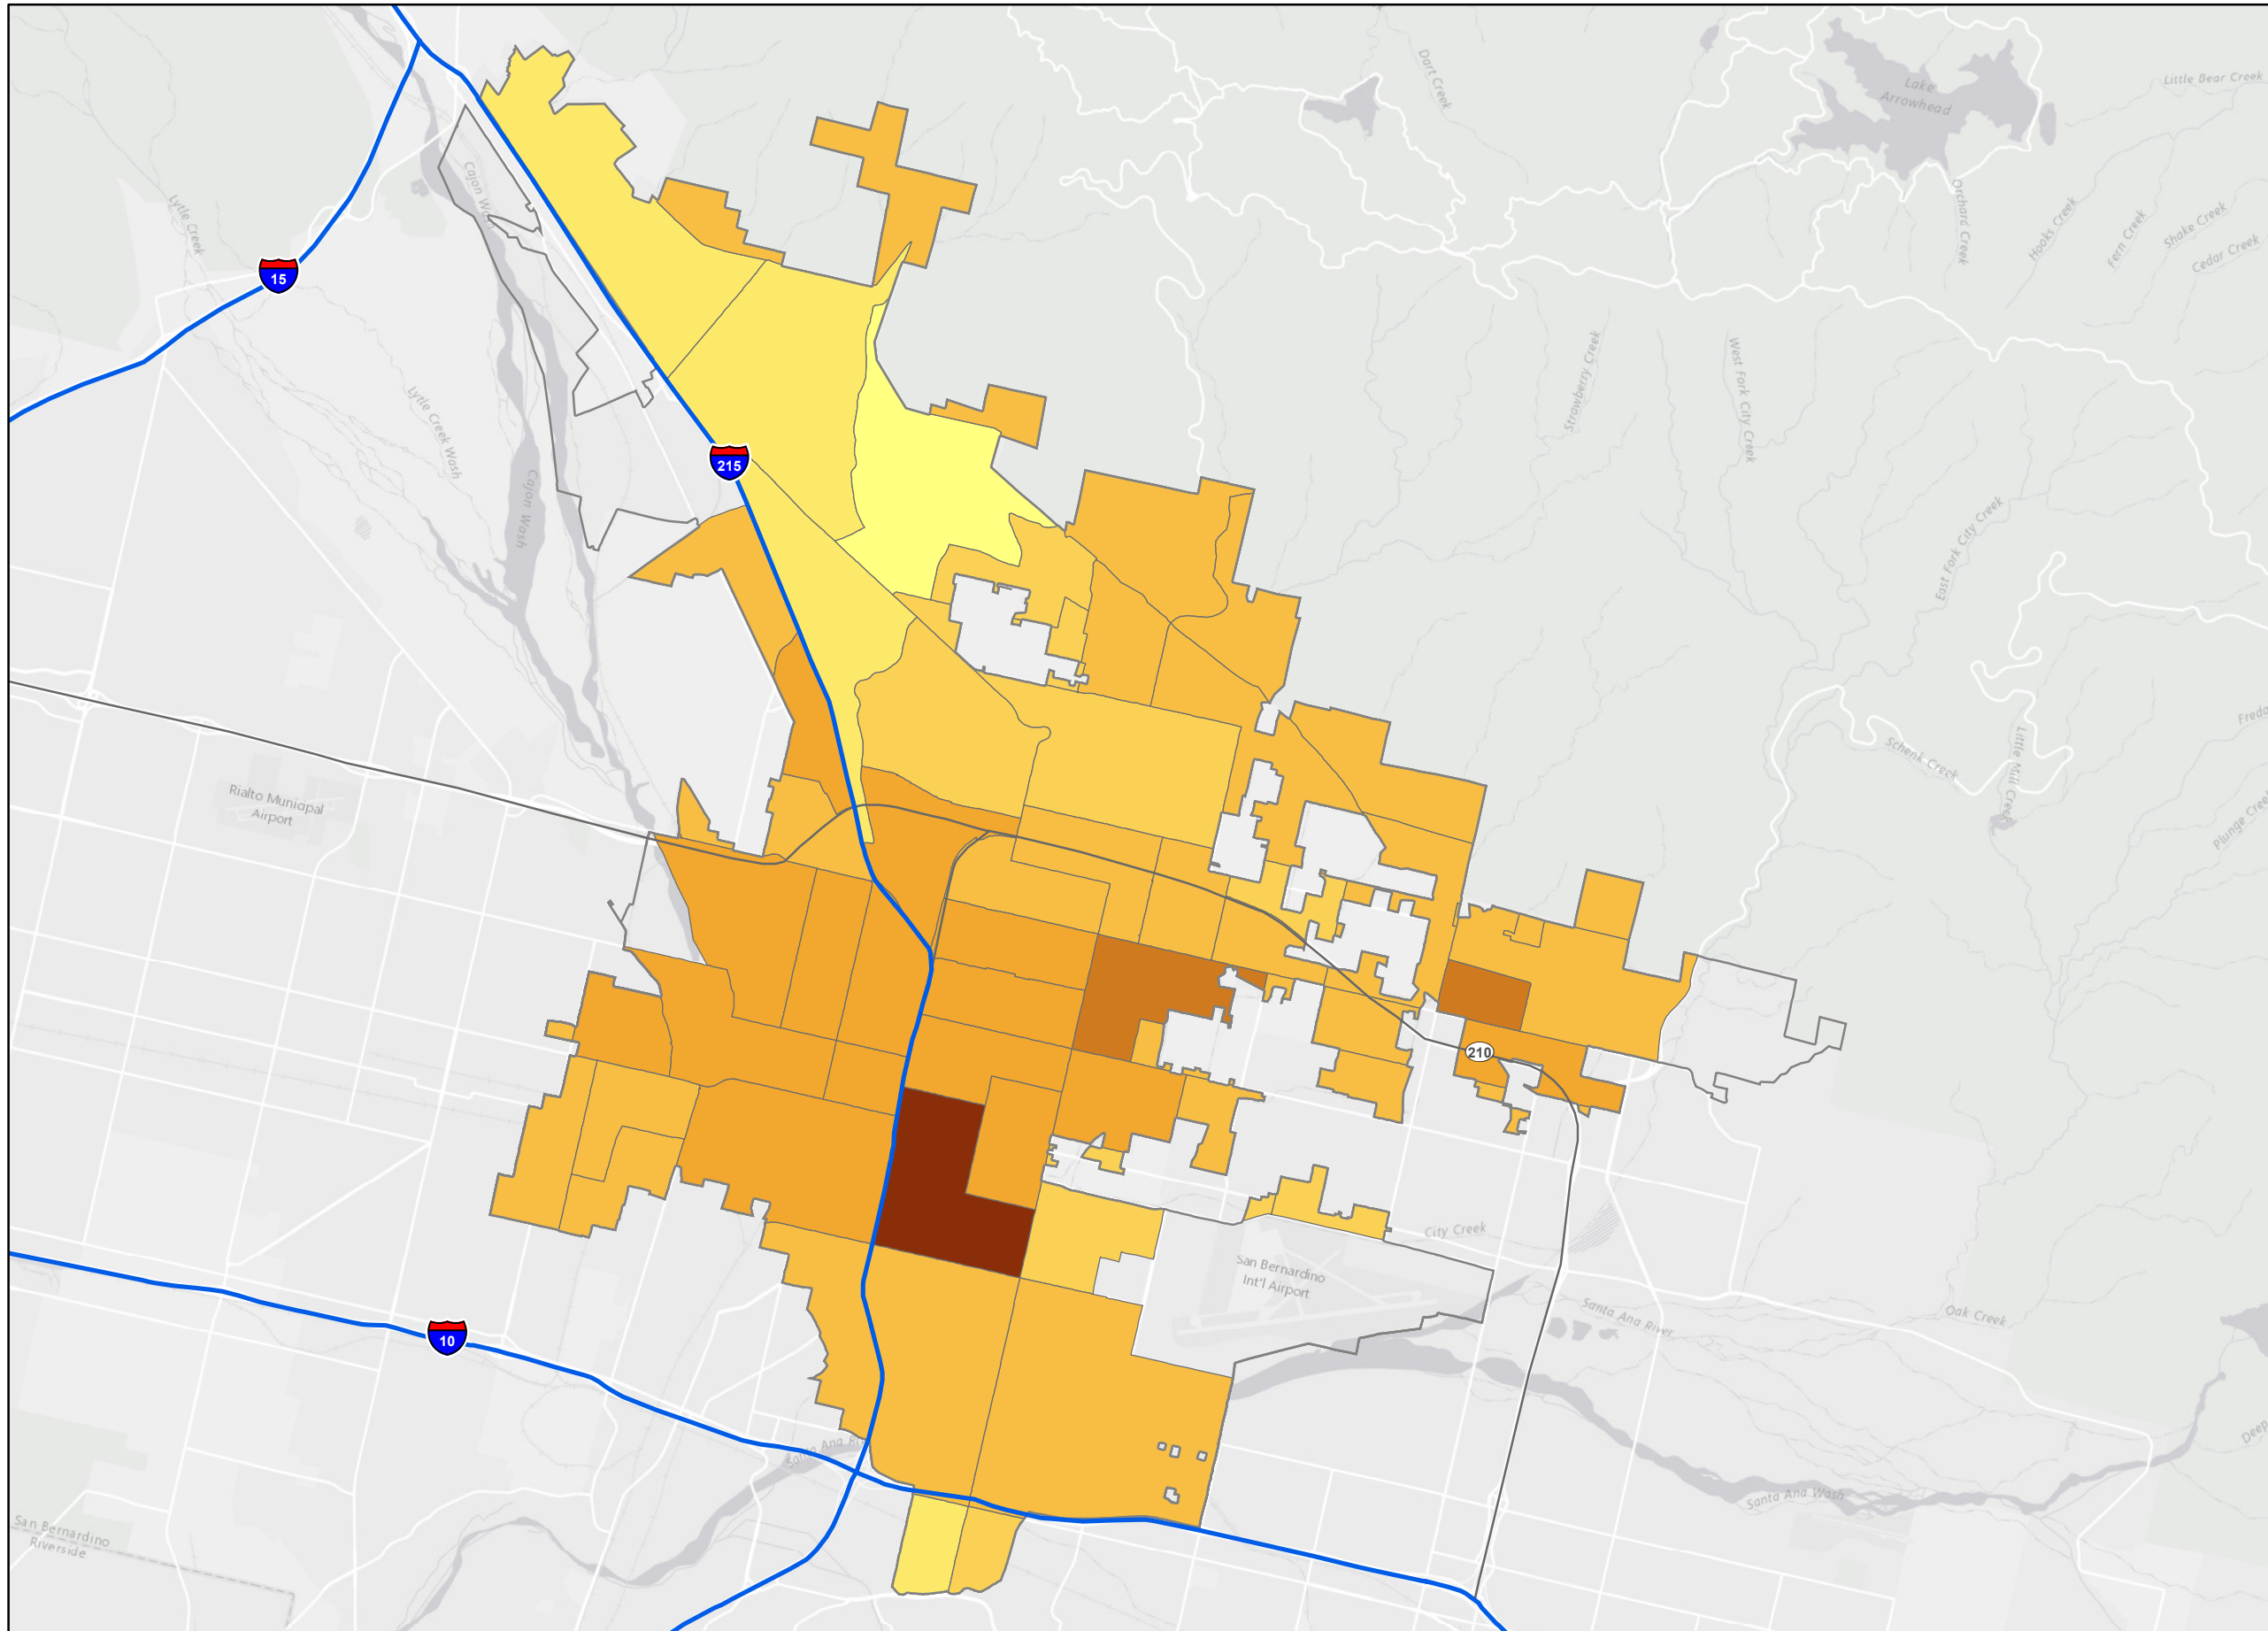 Dart Creek
Little Bear Creek
Lake
Arrowhead
Cajon Wash
Lytle Creek
Orchard Creek
Hooks Creek
Fern Creek
Shake Creek
Cedar Creek
15
Lytle Creek Wash
Cajon Wash
215
Strawberry Creek
West Fork City Creek
East Fork City Creek
Schenk Creek
Little Mill Creek
Rialto Municipal
Airport
210
City Creek
San Bernardino
Int'l Airport
Santa Ana River
Oak Creek
10
Santa Ana
Santa Ana Wash
San Bernardino
Riverside